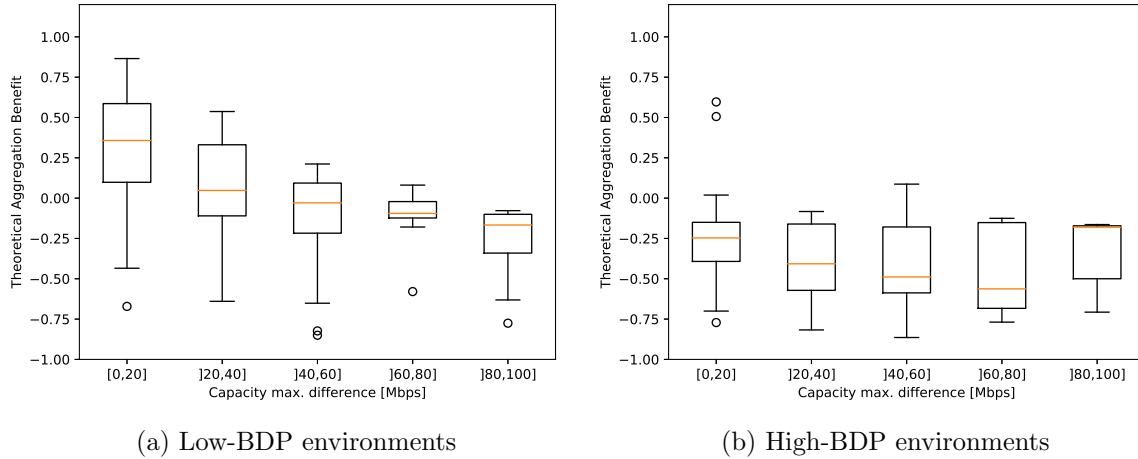 1.00
0.75
0.50
0.25
0.00
−0.25
−0.50
−0.75
−1.00
Theoretical Aggregation Benefit
[0,20] ]20,40] ]40,60] ]60,80] ]80,100]
Capacity max. difference [Mbps]
(a) Low-BDP environments
1.00
0.75
0.50
0.25
0.00
−0.25
−0.50
−0.75
−1.00
Theoretical Aggregation Benefit
[0,20] ]20,40] ]40,60] ]60,80] ]80,100]
Capacity max. difference [Mbps]
(b) High-BDP environments